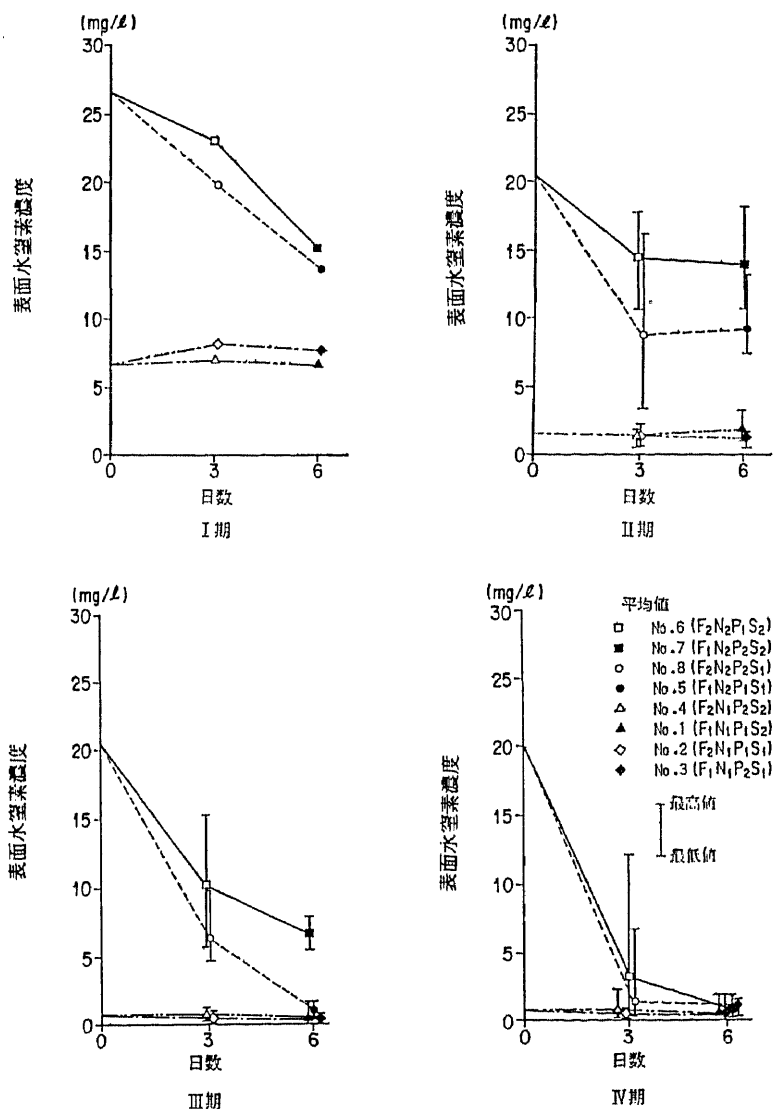 (mg/ℓ)
30
25
20
15
10
5
0
0 3 6
表面水窒素濃度
日数
Ⅰ期
(mg/ℓ)
30
25
20
15
10
5
0
0 3 6
表面水窒素濃度
日数
Ⅱ期
(mg/ℓ)
30
25
20
15
10
5
0
0 3 6
表面水窒素濃度
日数
Ⅲ期
(mg/ℓ)
30
25
20
15
10
5
0
0 3 6
表面水窒素濃度
日数
Ⅳ期
平均値
No.6 (F₂N₂P₁S₂)
No.7 (F₁N₂P₂S₂)
No.8 (F₂N₂P₂S₁)
No.5 (F₁N₂P₁S₁)
No.4 (F₂N₁P₂S₂)
No.1 (F₁N₁P₁S₂)
No.2 (F₂N₁P₁S₁)
No.3 (F₁N₁P₂S₁)
最高値
最低値